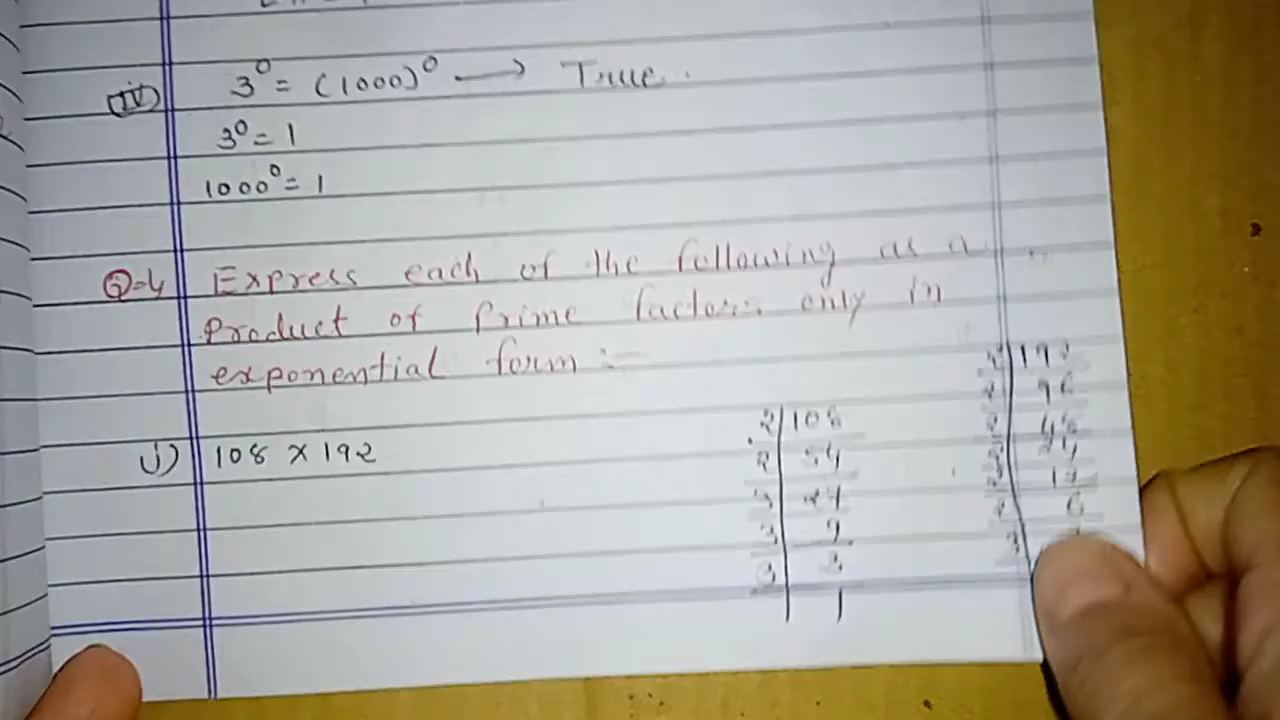 (iv) 3⁰ = (1000)⁰ → True.
3⁰ = 1
1000⁰ = 1
Q-4 Express each of the following as a
Product of Prime factors only in
exponential form :-
i) 108 × 192
2 | 108
2 | 54
3 | 27
3 | 9
3 | 3
1
2 | 192
2 | 96
2 | 48
2 | 24
2 | 12
2 | 6
3